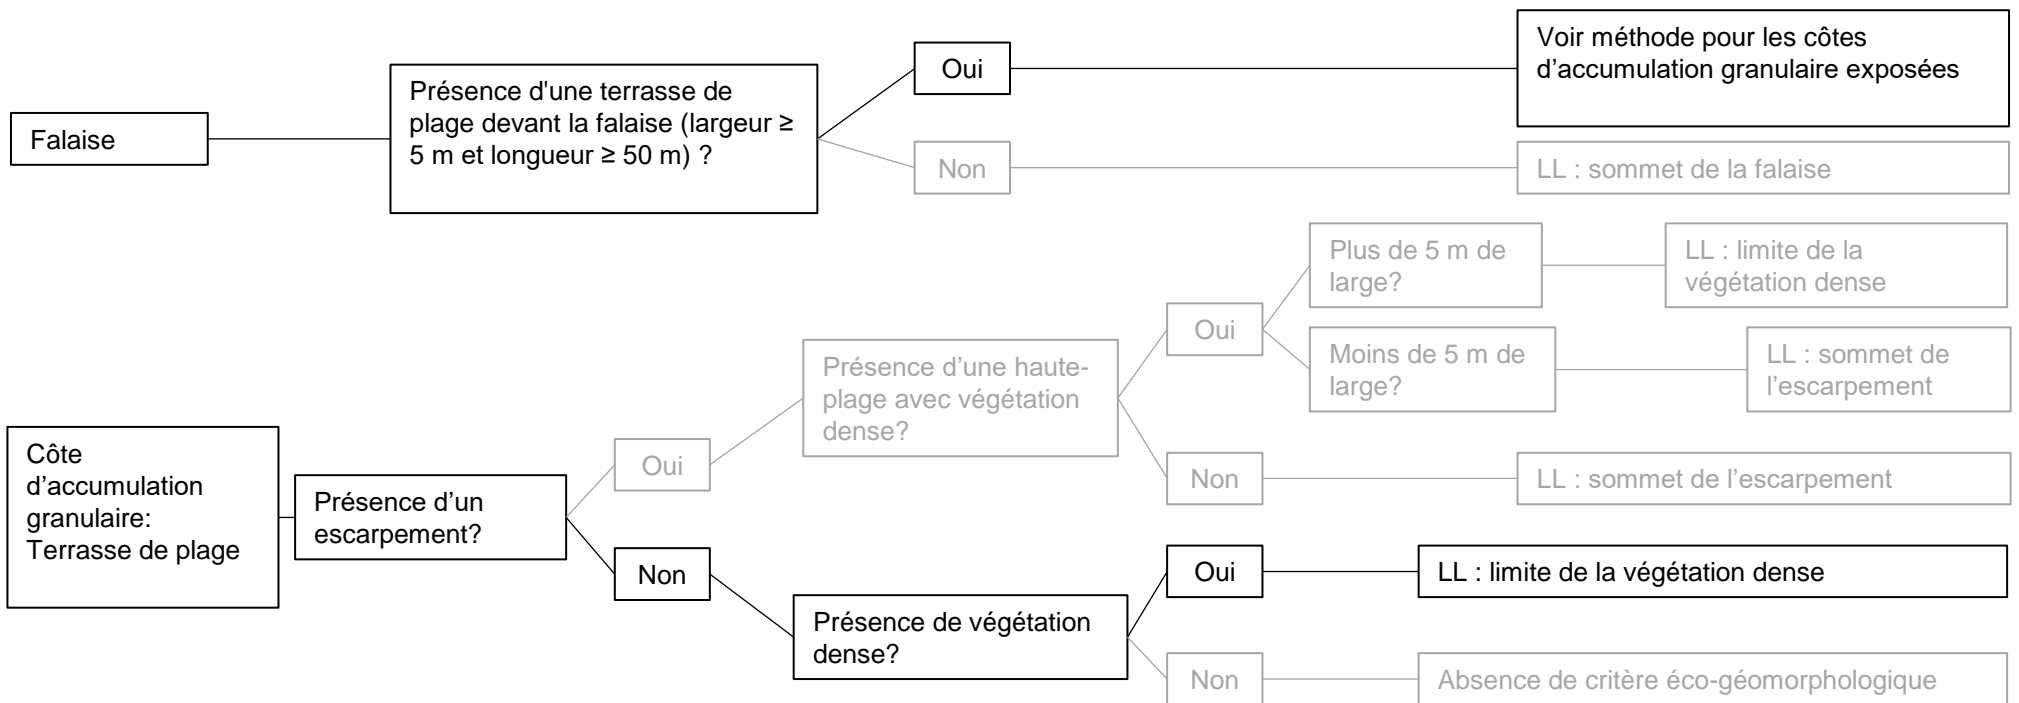 Falaise
Présence d'une terrasse de
plage devant la falaise (largeur ≥
5 m et longueur ≥ 50 m) ?
Oui
Voir méthode pour les côtes
d’accumulation granulaire exposées
Non
LL : sommet de la falaise
Côte
d’accumulation
granulaire:
Terrasse de plage
Présence d’un
escarpement?
Oui
Présence d’une haute-
plage avec végétation
dense?
Oui
Plus de 5 m de
large?
LL : limite de la
végétation dense
Moins de 5 m de
large?
LL : sommet de
l’escarpement
Non
LL : sommet de l’escarpement
Non
Présence de végétation
dense?
Oui
LL : limite de la végétation dense
Non
Absence de critère éco-géomorphologique